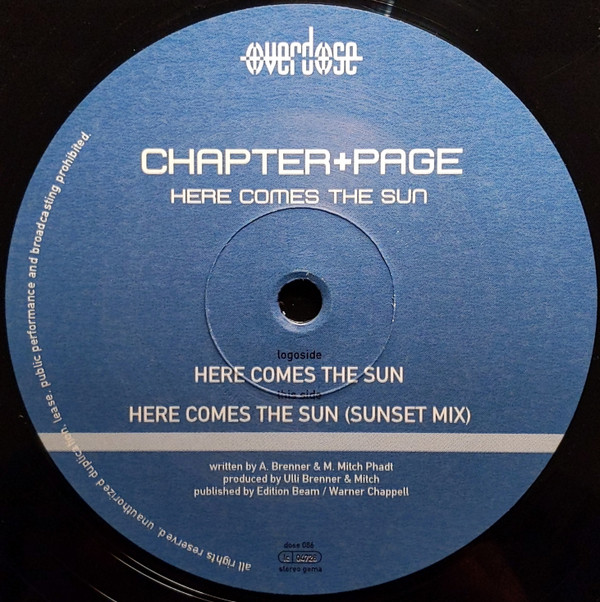 overdose
CHAPTER+PAGE
HERE COMES THE SUN
logoside
HERE COMES THE SUN
this side
HERE COMES THE SUN (SUNSET MIX)
written by A. Brenner & M. Mitch Phadt
produced by Ulli Brenner & Mitch
published by Edition Beam / Warner Chappell
dose 086
lc 04725
stereo gema
all rights reserved. unauthorized duplication, lease, public performance and broadcasting prohibited.